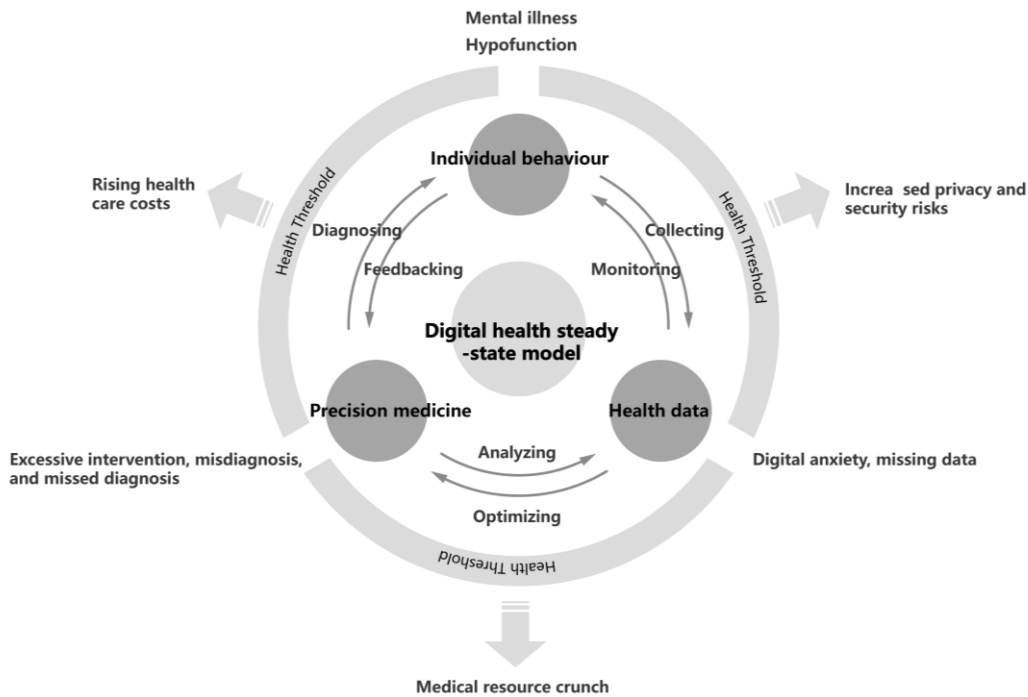 Mental illness
Hypofunction
Individual behaviour
Rising health
care costs
Health Threshold
Health Threshold
Increa sed privacy and
security risks
Diagnosing
Collecting
Feedbacking
Monitoring
Digital health steady
-state model
Precision medicine
Health data
Excessive intervention, misdiagnosis,
and missed diagnosis
Analyzing
Digital anxiety, missing data
Optimizing
Health Threshold
Medical resource crunch